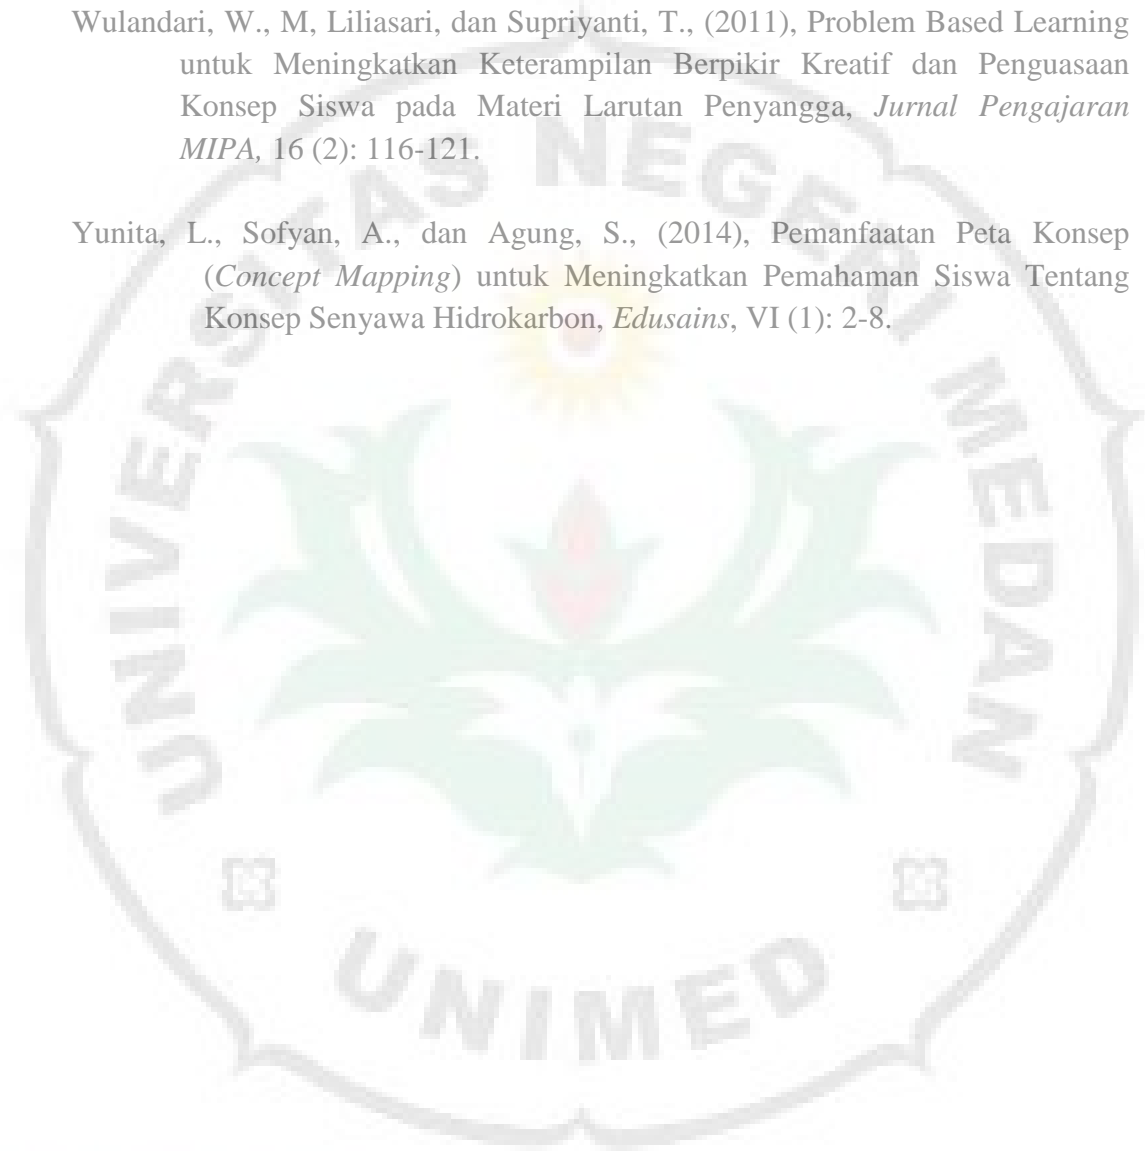 Wulandari, W., M, Liliasari, dan Supriyanti, T., (2011), Problem Based Learning
untuk Meningkatkan Keterampilan Berpikir Kreatif dan Penguasaan
Konsep Siswa pada Materi Larutan Penyangga, Jurnal Pengajaran
MIPA, 16 (2): 116-121.
Yunita, L., Sofyan, A., dan Agung, S., (2014), Pemanfaatan Peta Konsep
(Concept Mapping) untuk Meningkatkan Pemahaman Siswa Tentang
Konsep Senyawa Hidrokarbon, Edusains, VI (1): 2-8.
UNIVERSITAS NEGERI MEDAN
UNIMED